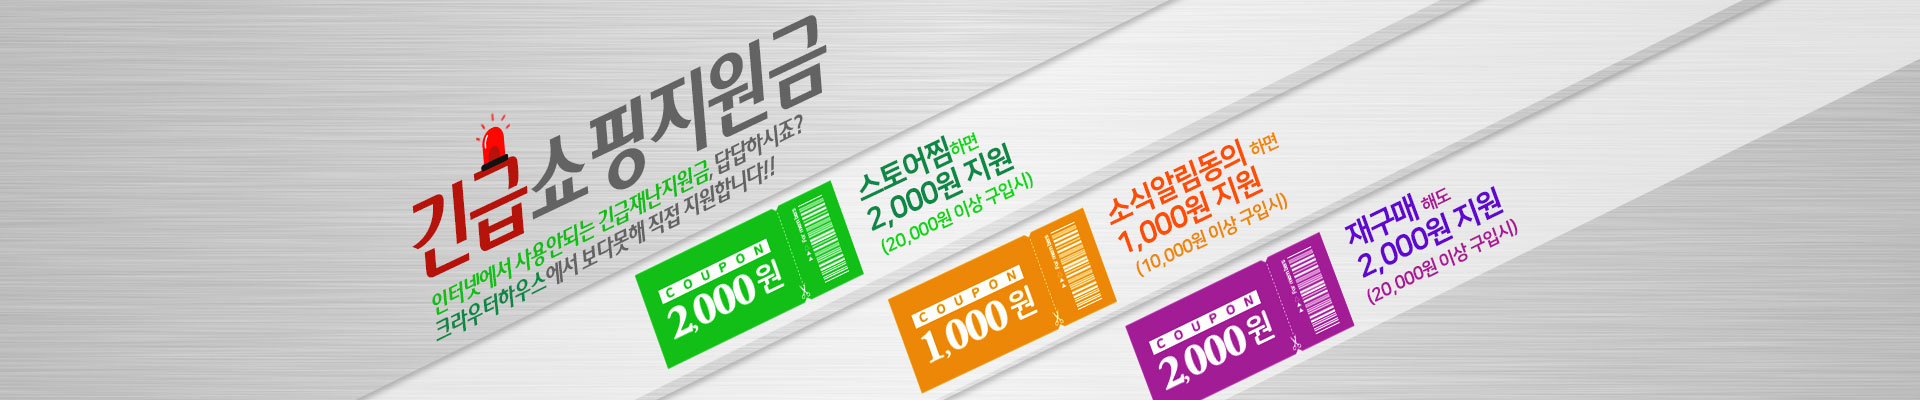 긴급쇼핑지원금
인터넷에서 사용안되는 긴급재난지원금, 답답하시죠?
크라우터하우스에서 보다못해 직접 지원합니다!!
스토어찜하면
2,000원 지원
(20,000원 이상 구입시)
COUPON
2,000원
for members
소식알림동의 하면
1,000원 지원
(10,000원 이상 구입시)
COUPON
1,000원
for members
재구매 해도
2,000원 지원
(20,000원 이상 구입시)
COUPON
2,000원
for members